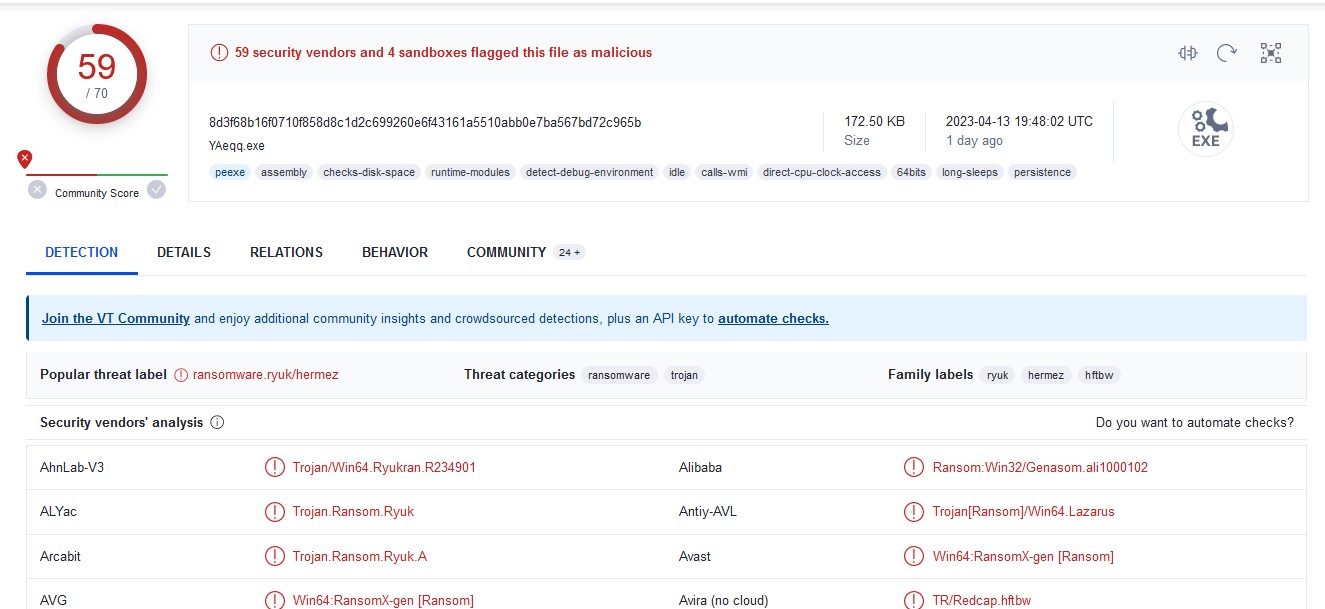 59
/ 70
Community Score
59 security vendors and 4 sandboxes flagged this file as malicious
8d3f68b16f0710f858d8c1d2c699260e6f43161a5510abb0e7ba567bd72c965b
YAeqq.exe
172.50 KB
Size
2023-04-13 19:48:02 UTC
1 day ago
EXE
peexe assembly checks-disk-space runtime-modules detect-debug-environment idle calls-wmi direct-cpu-clock-access 64bits long-sleeps persistence
DETECTION DETAILS RELATIONS BEHAVIOR COMMUNITY 24 +
Join the VT Community and enjoy additional community insights and crowdsourced detections, plus an API key to automate checks.
Popular threat label ransomware.ryuk/hermez Threat categories ransomware trojan Family labels ryuk hermez hftbw
Security vendors' analysis Do you want to automate checks?
AhnLab-V3 Trojan/Win64.Ryukran.R234901 Alibaba Ransom:Win32/Genasom.ali1000102
ALYac Trojan.Ransom.Ryuk Antiy-AVL Trojan[Ransom]/Win64.Lazarus
Arcabit Trojan.Ransom.Ryuk.A Avast Win64:RansomX-gen [Ransom]
AVG Win64:RansomX-gen [Ransom] Avira (no cloud) TR/Redcap.hftbw